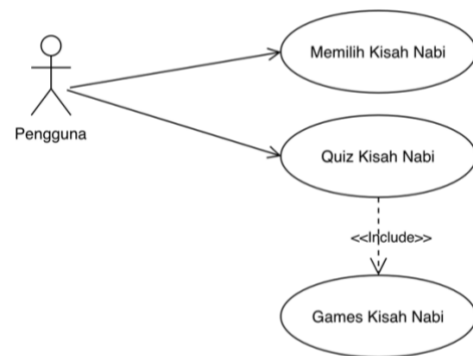 Memilih Kisah Nabi
Pengguna
Quiz Kisah Nabi
<<Include>>
Games Kisah Nabi